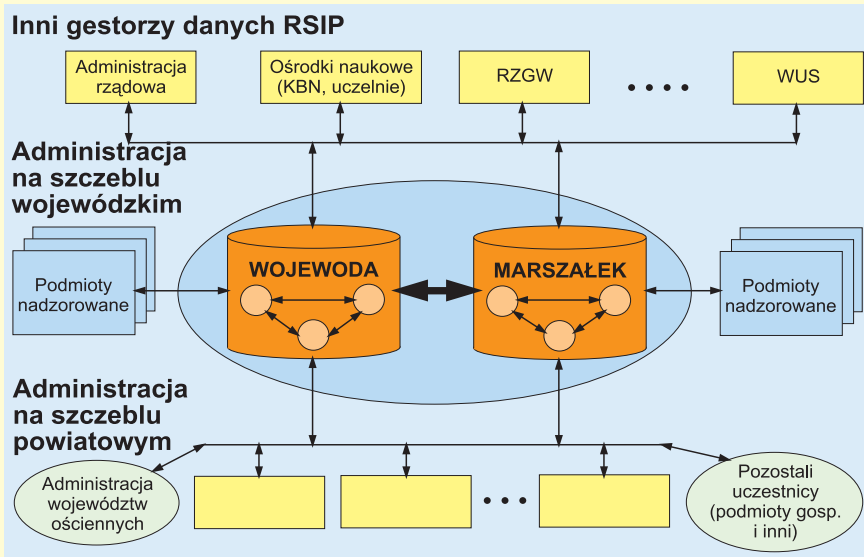 Inni gestorzy danych RSIP
Administracja
rządowa
Ośrodki naukowe
(KBN, uczelnie)
RZGW
WUS
Administracja
na szczeblu
wojewódzkim
Podmioty
nadzorowane
WOJEWODA
MARSZAŁEK
Podmioty
nadzorowane
Administracja
na szczeblu
powiatowym
Administracja
województw
ościennych
Pozostali
uczestnicy
(podmioty gosp.
i inni)